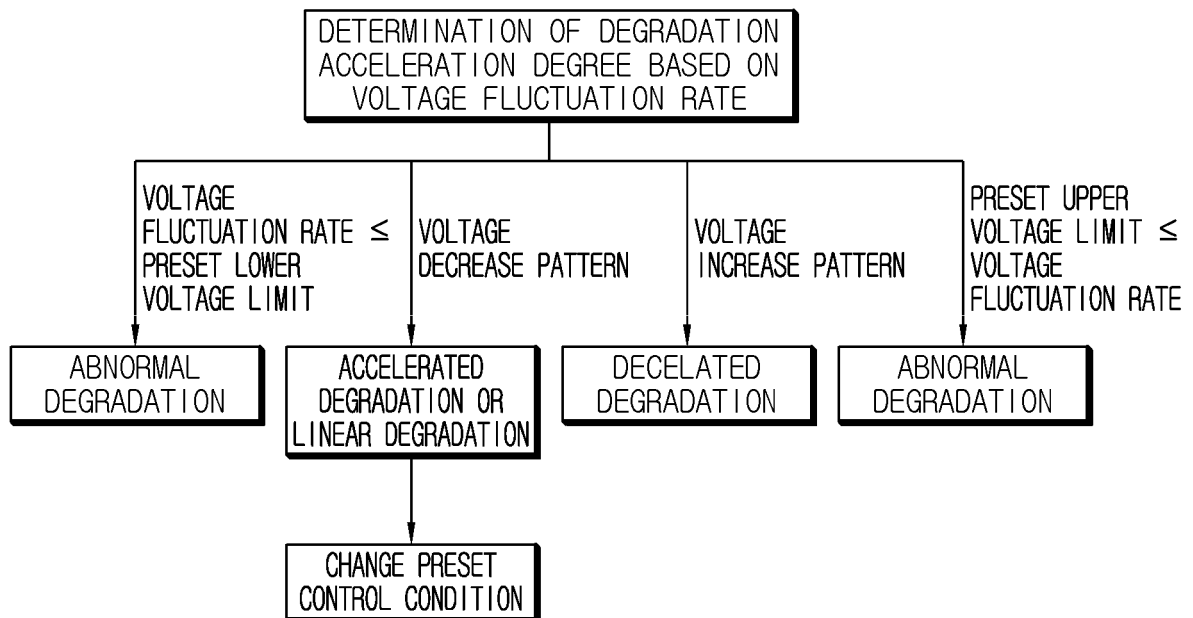 DETERMINATION OF DEGRADATION
ACCELERATION DEGREE BASED ON
VOLTAGE FLUCTUATION RATE
VOLTAGE
FLUCTUATION RATE ≤
PRESET LOWER
VOLTAGE LIMIT
VOLTAGE
DECREASE PATTERN
VOLTAGE
INCREASE PATTERN
PRESET UPPER
VOLTAGE LIMIT ≤
VOLTAGE
FLUCTUATION RATE
ABNORMAL
DEGRADATION
ACCELERATED
DEGRADATION OR
LINEAR DEGRADATION
DECELATED
DEGRADATION
ABNORMAL
DEGRADATION
CHANGE PRESET
CONTROL CONDITION